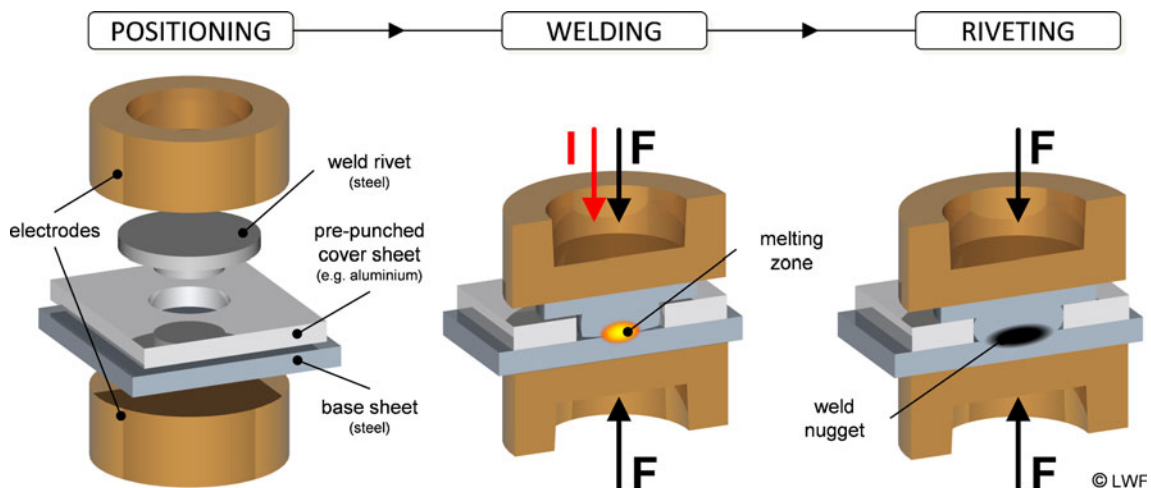 POSITIONING
WELDING
RIVETING
weld rivet
(steel)
electrodes
pre-punched
cover sheet
(e.g. aluminium)
base sheet
(steel)
I
F
melting
zone
F
F
weld
nugget
F
© LWF